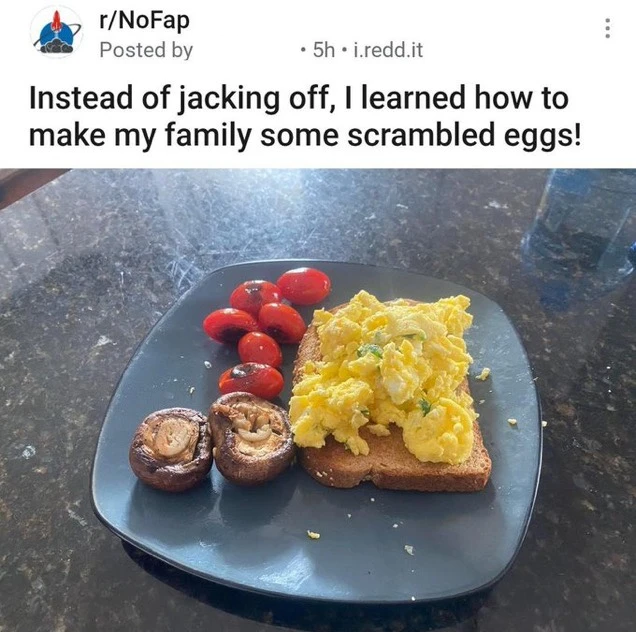 r/NoFap
Posted by • 5h • i.redd.it
Instead of jacking off, I learned how to
make my family some scrambled eggs!